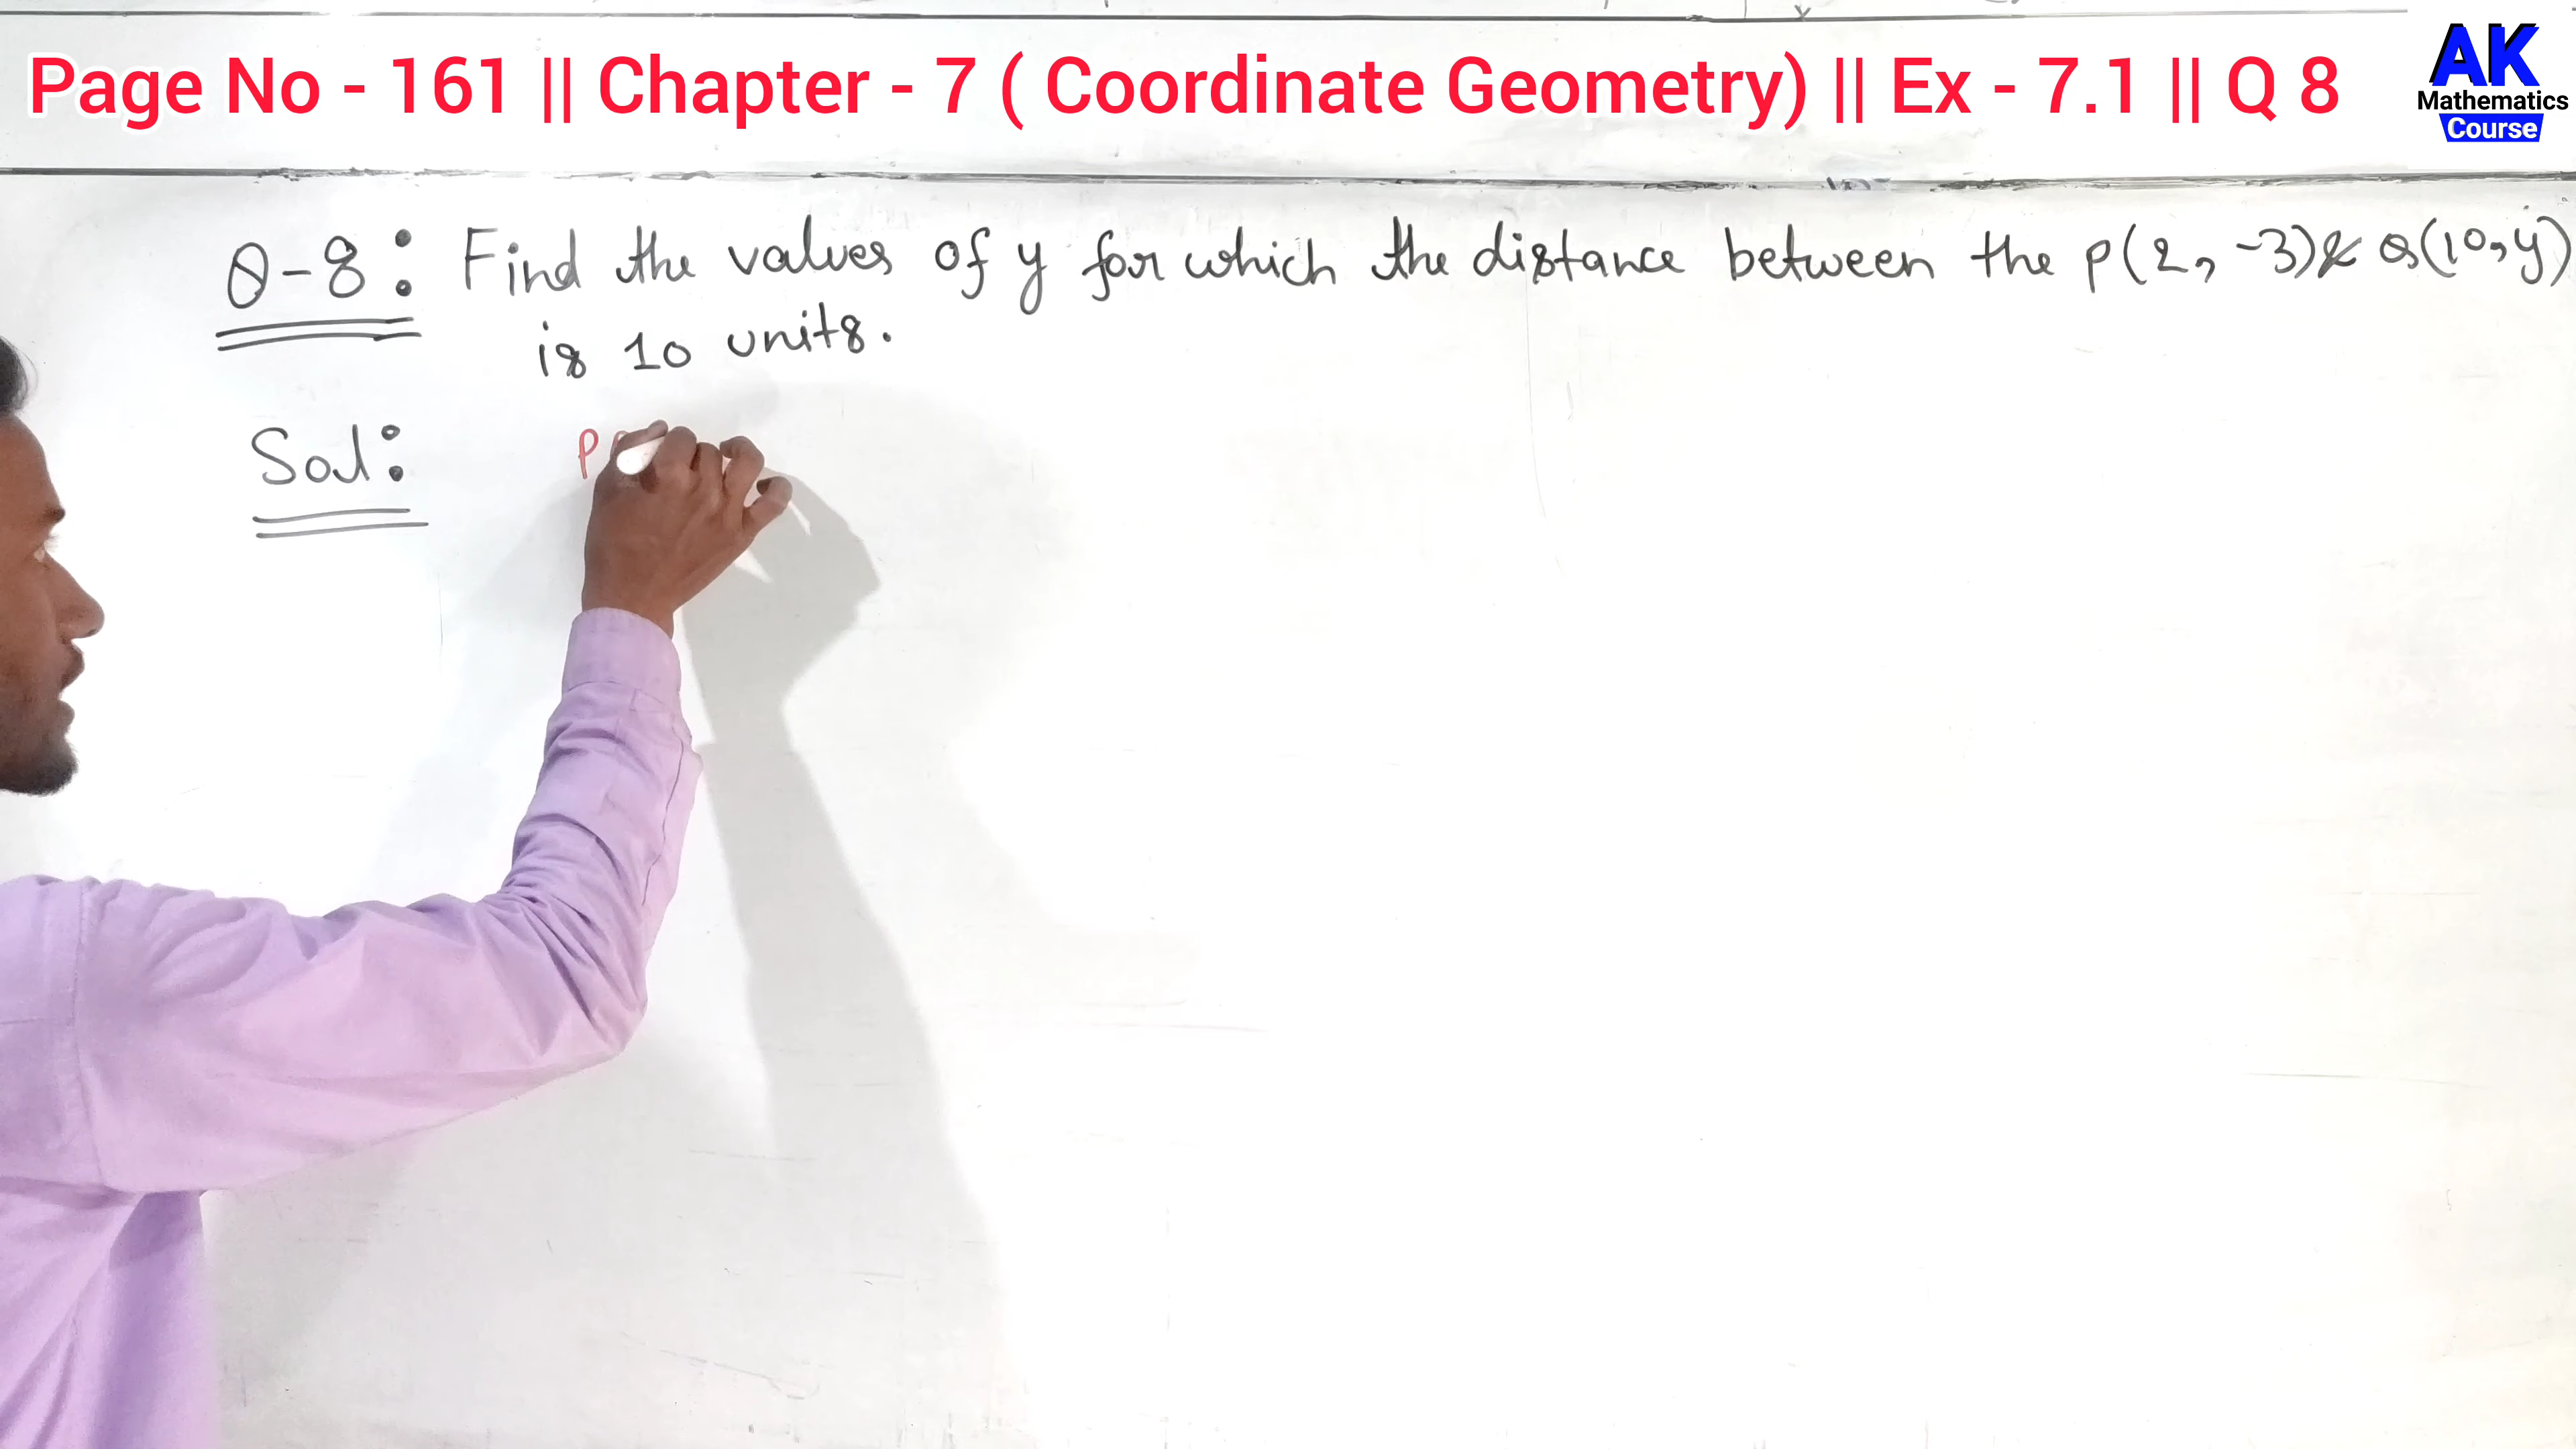 Page No - 161 || Chapter - 7 ( Coordinate Geometry) || Ex - 7.1 || Q 8
AK
Mathematics
Course
Q-8: Find the values of y for which the distance between the P(2, -3) & Q(10,y)
is 10 units.
Sol:
P